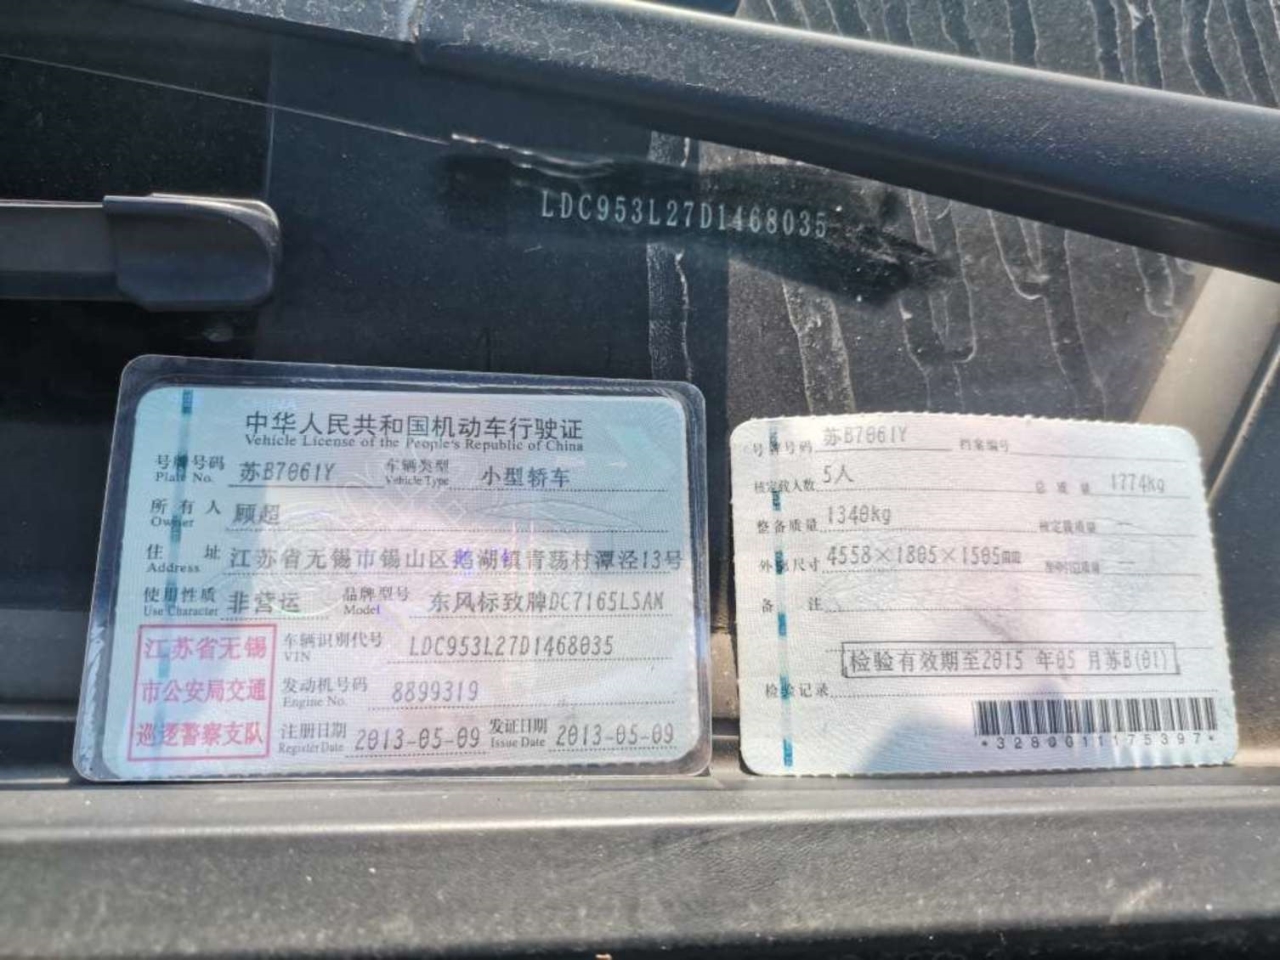 LDC953L27D1468035
中华人民共和国机动车行驶证
Vehicle License of the People's Republic of China
号牌号码 苏B7061Y 车辆类型 小型轿车
Plate No. Vehicle Type
所有人 顾超
Owner
住址 江苏省无锡市锡山区鹅湖镇青荡村潭泾13号
Address
使用性质 非营运 品牌型号 东风标致牌DC7165LSAM
Use Character Model
江苏省无锡
市公安局交通
巡逻警察支队
车辆识别代号 LDC953L27D1468035
VIN
发动机号码 8899319
Engine No.
注册日期 2013-05-09 发证日期 2013-05-09
Register Date Issue Date
号牌号码 苏B7061Y 档案编号
核定载人数 5人 总质量 1774kg
整备质量 1340kg 核定载质量 —
外廓尺寸 4558×1805×1505mm —
备注
检验有效期至2015 年05 月苏B(01)
检验记录
*3280011175397*